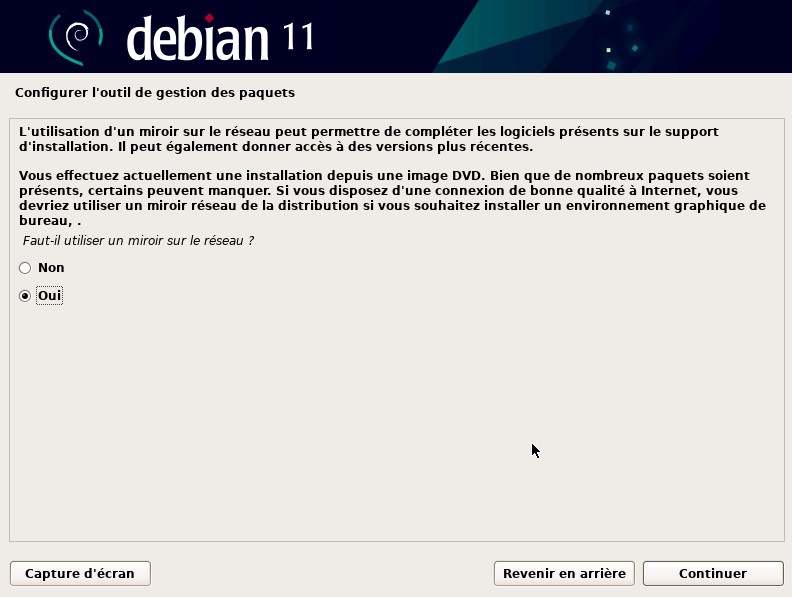 debian 11
Configurer l'outil de gestion des paquets
L'utilisation d'un miroir sur le réseau peut permettre de compléter les logiciels présents sur le support
d'installation. Il peut également donner accès à des versions plus récentes.
Vous effectuez actuellement une installation depuis une image DVD. Bien que de nombreux paquets soient
présents, certains peuvent manquer. Si vous disposez d'une connexion de bonne qualité à Internet, vous
devriez utiliser un miroir réseau de la distribution si vous souhaitez installer un environnement graphique de
bureau, .
Faut-il utiliser un miroir sur le réseau ?
Non
Oui
Capture d'écran
Revenir en arrière
Continuer